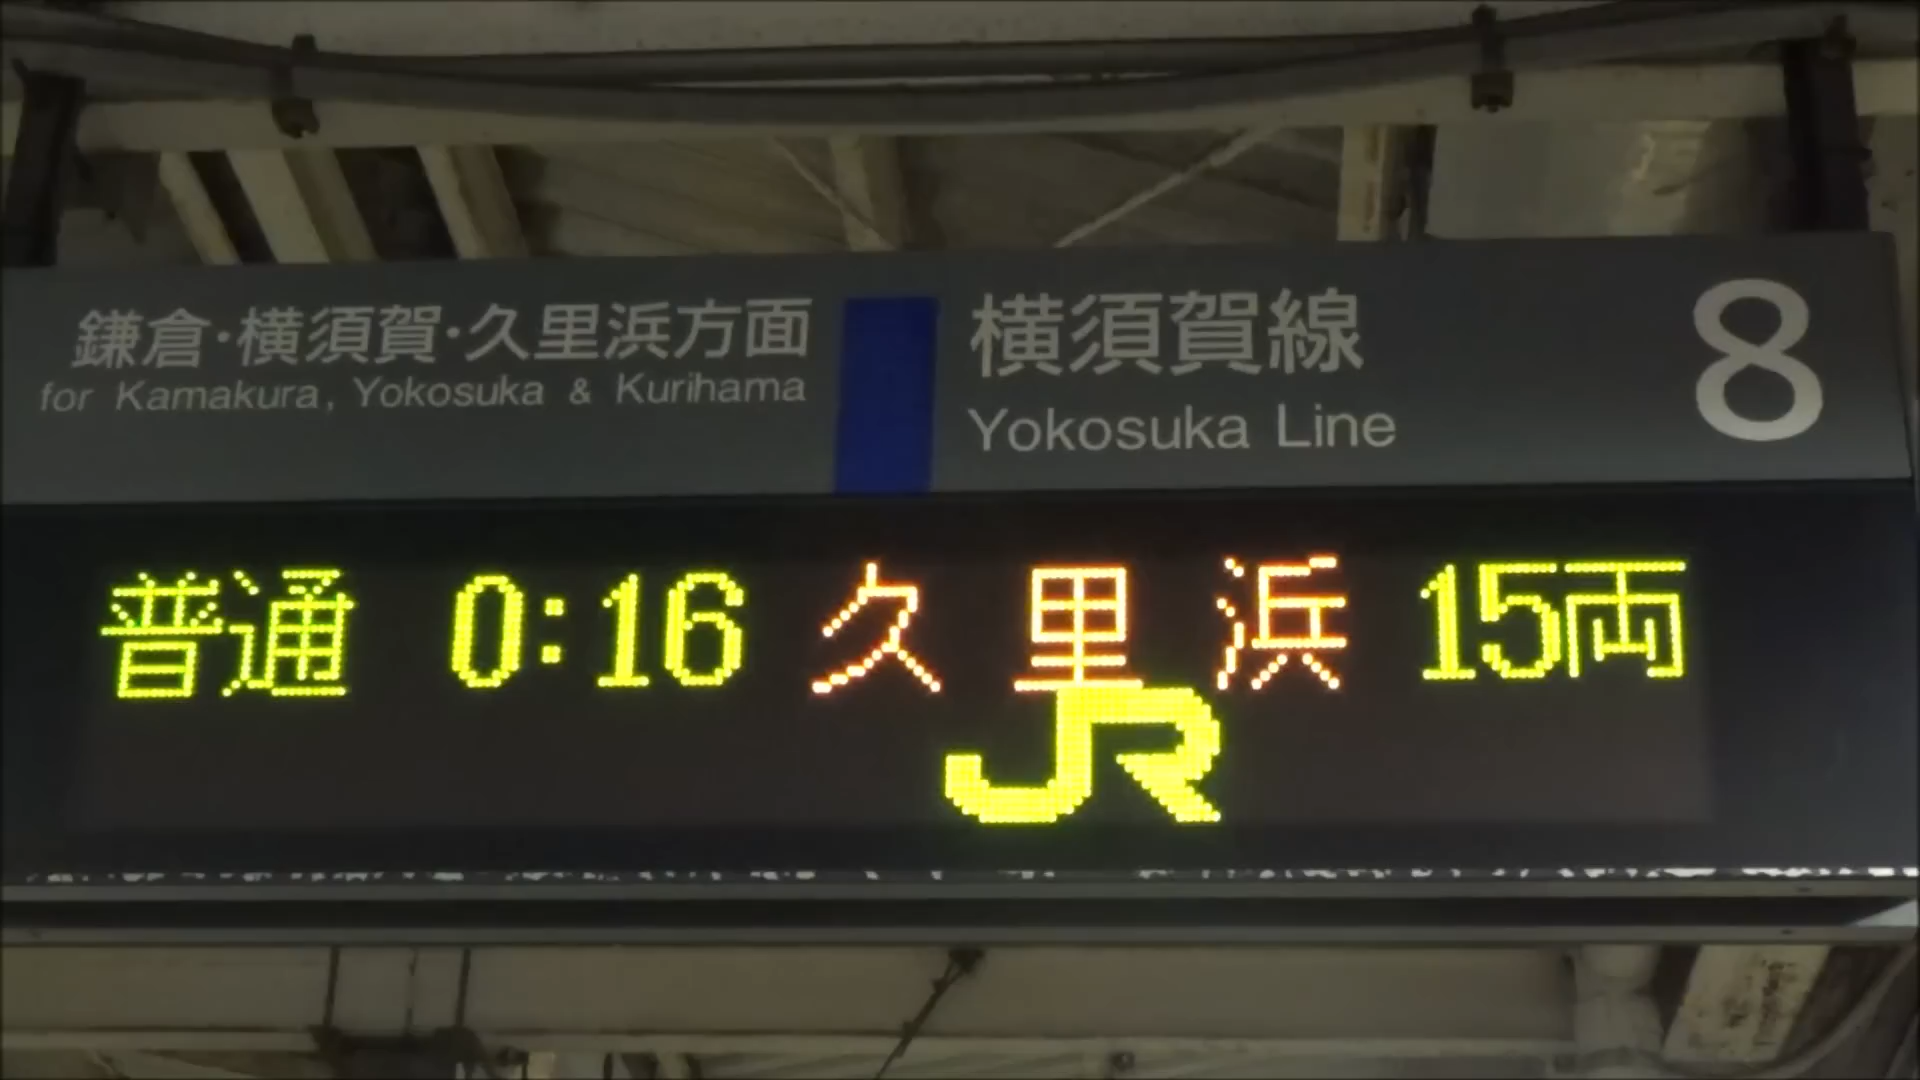 鎌倉・横須賀・久里浜方面
for Kamakura, Yokosuka & Kurihama
横須賀線
Yokosuka Line
8
普通 0:16 久里浜 15両
JR